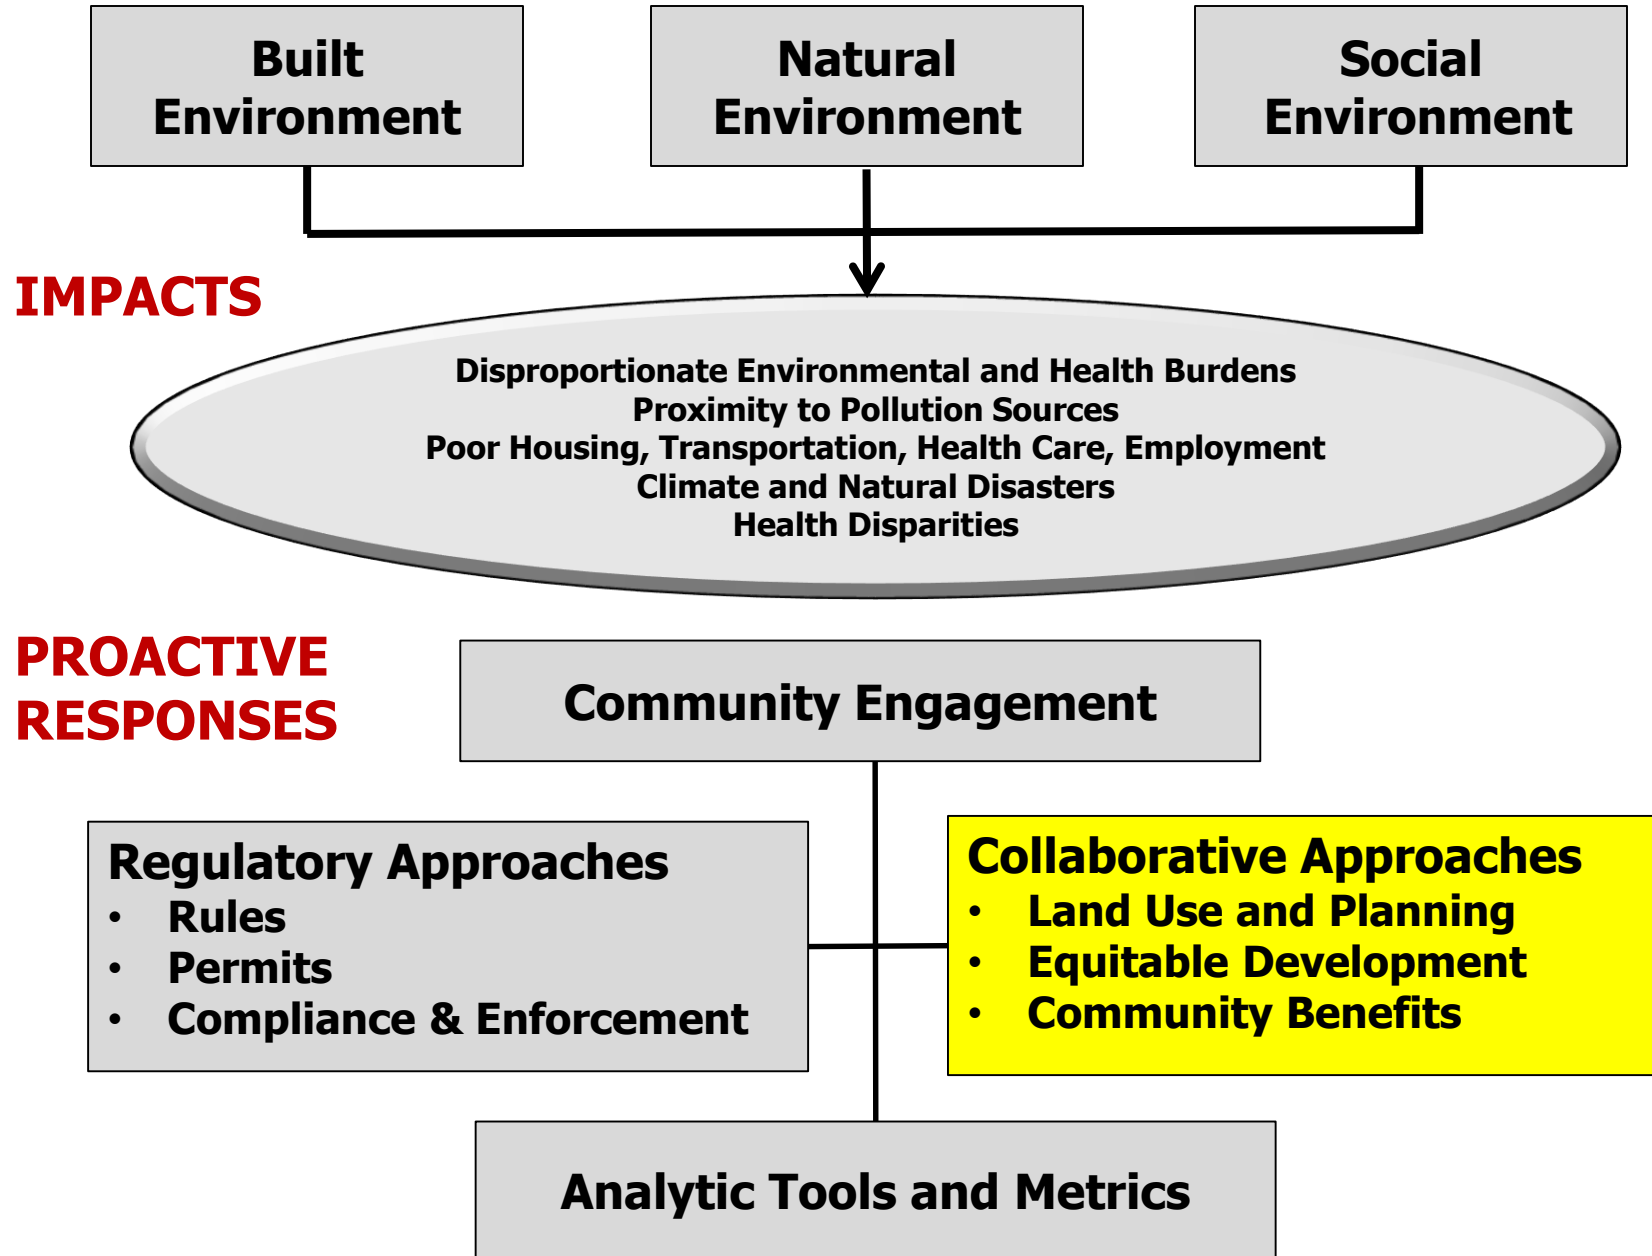 Built
Environment
Natural
Environment
Social
Environment
IMPACTS
Disproportionate Environmental and Health Burdens
Proximity to Pollution Sources
Poor Housing, Transportation, Health Care, Employment
Climate and Natural Disasters
Health Disparities
PROACTIVE
RESPONSES
Community Engagement
Regulatory Approaches
• Rules
• Permits
• Compliance & Enforcement
Collaborative Approaches
• Land Use and Planning
• Equitable Development
• Community Benefits
Analytic Tools and Metrics